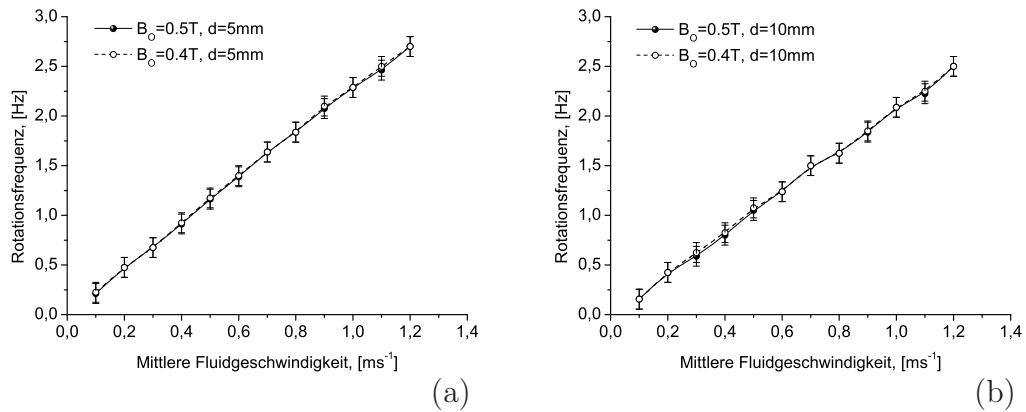 3,0
2,5
2,0
1,5
1,0
0,5
0,0
Rotationsfrequenz, [Hz]
B_O=0.5T, d=5mm
B_O=0.4T, d=5mm
0,0 0,2 0,4 0,6 0,8 1,0 1,2 1,4
Mittlere Fluidgeschwindigkeit, [ms⁻¹]
(a)
3,0
2,5
2,0
1,5
1,0
0,5
0,0
Rotationsfrequenz, [Hz]
B_O=0.5T, d=10mm
B_O=0.4T, d=10mm
0,0 0,2 0,4 0,6 0,8 1,0 1,2 1,4
Mittlere Fluidgeschwindigkeit, [ms⁻¹]
(b)